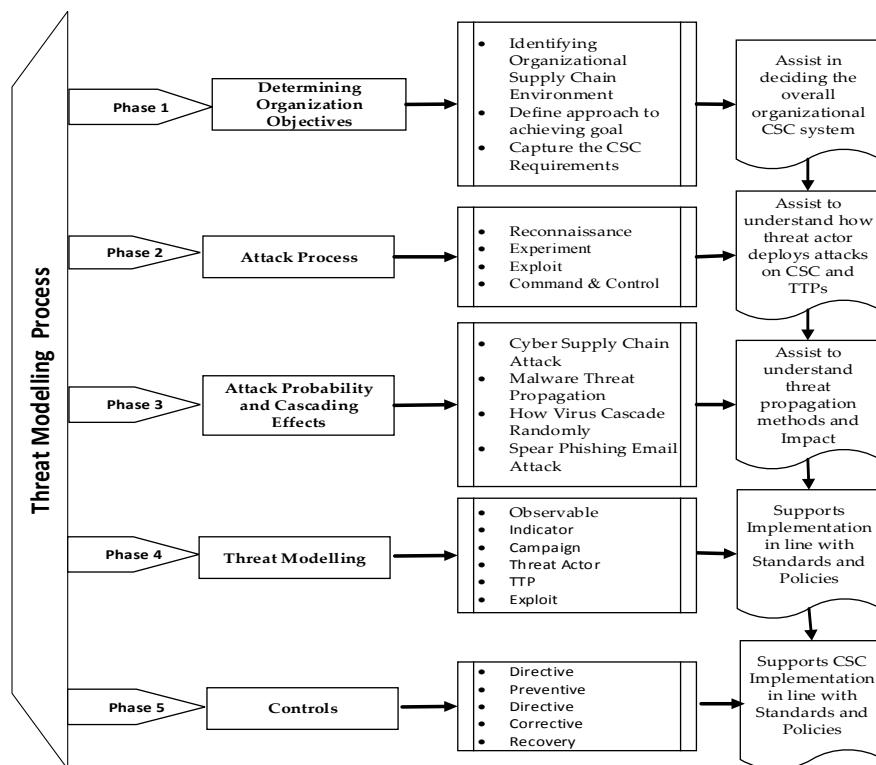 Threat Modelling Process
Phase 1
Determining
Organization
Objectives
• Identifying
Organizational
Supply Chain
Environment
• Define approach to
achieving goal
• Capture the CSC
Requirements
Assist in
deciding the
overall
organizational
CSC system
Phase 2
Attack Process
• Reconnaissance
• Experiment
• Exploit
• Command & Control
Assist to
understand how
threat actor
deploys attacks
on CSC and
TTPs
Phase 3
Attack Probability
and Cascading
Effects
• Cyber Supply Chain
Attack
• Malware Threat
Propagation
• How Virus Cascade
Randomly
• Spear Phishing Email
Attack
Assist to
understand
threat
propagation
methods and
Impact
Phase 4
Threat Modelling
• Observable
• Indicator
• Campaign
• Threat Actor
• TTP
• Exploit
Supports
Implementation
in line with
Standards and
Policies
Phase 5
Controls
• Directive
• Preventive
• Directive
• Corrective
• Recovery
Supports CSC
Implementation
in line with
Standards and
Policies